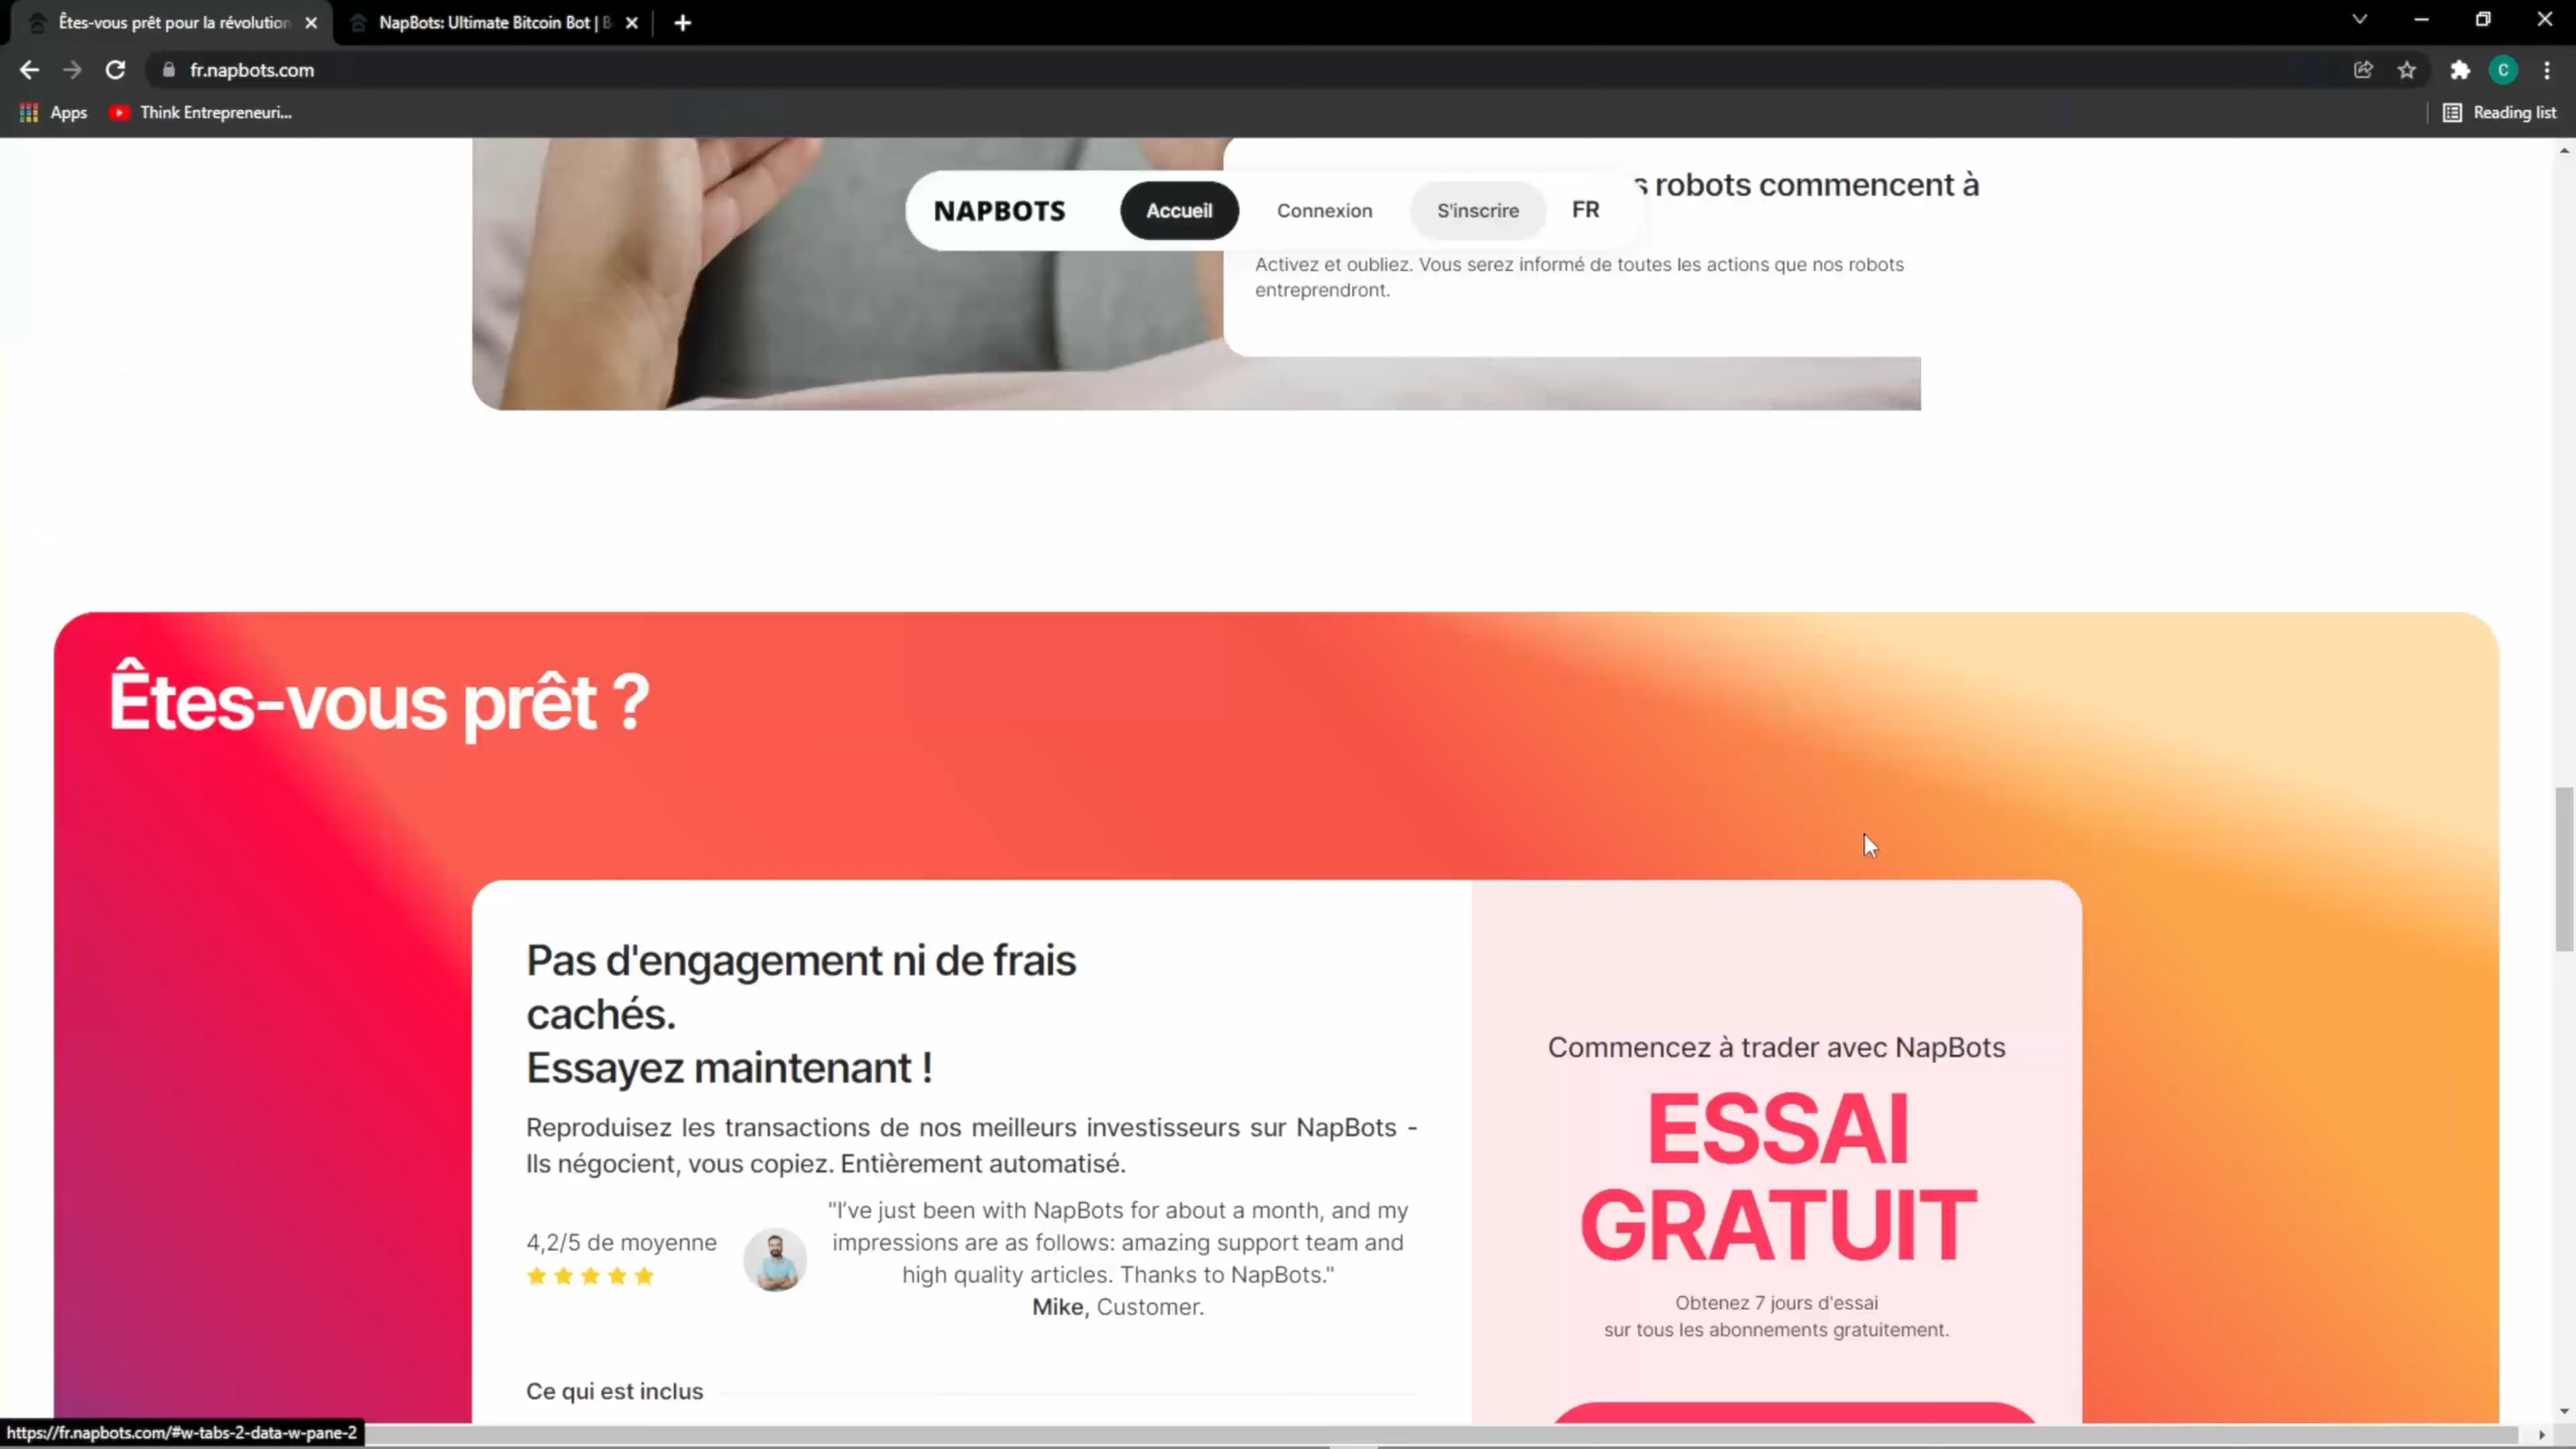 Êtes-vous prêt pour la révolution
NapBots: Ultimate Bitcoin Bot | B
fr.napbots.com
C
Apps
Think Entrepreneuri...
Reading list
NAPBOTS
Accueil
Connexion
S'inscrire
FR
s robots commencent à
Activez et oubliez. Vous serez informé de toutes les actions que nos robots
entreprendront.
Êtes-vous prêt ?
Pas d'engagement ni de frais
cachés.
Essayez maintenant !
Reproduisez les transactions de nos meilleurs investisseurs sur NapBots -
Ils négocient, vous copiez. Entièrement automatisé.
4,2/5 de moyenne
"I've just been with NapBots for about a month, and my
impressions are as follows: amazing support team and
high quality articles. Thanks to NapBots."
Mike, Customer.
Ce qui est inclus
Commencez à trader avec NapBots
ESSAI
GRATUIT
Obtenez 7 jours d'essai
sur tous les abonnements gratuitement.
https://fr.napbots.com/#w-tabs-2-data-w-pane-2